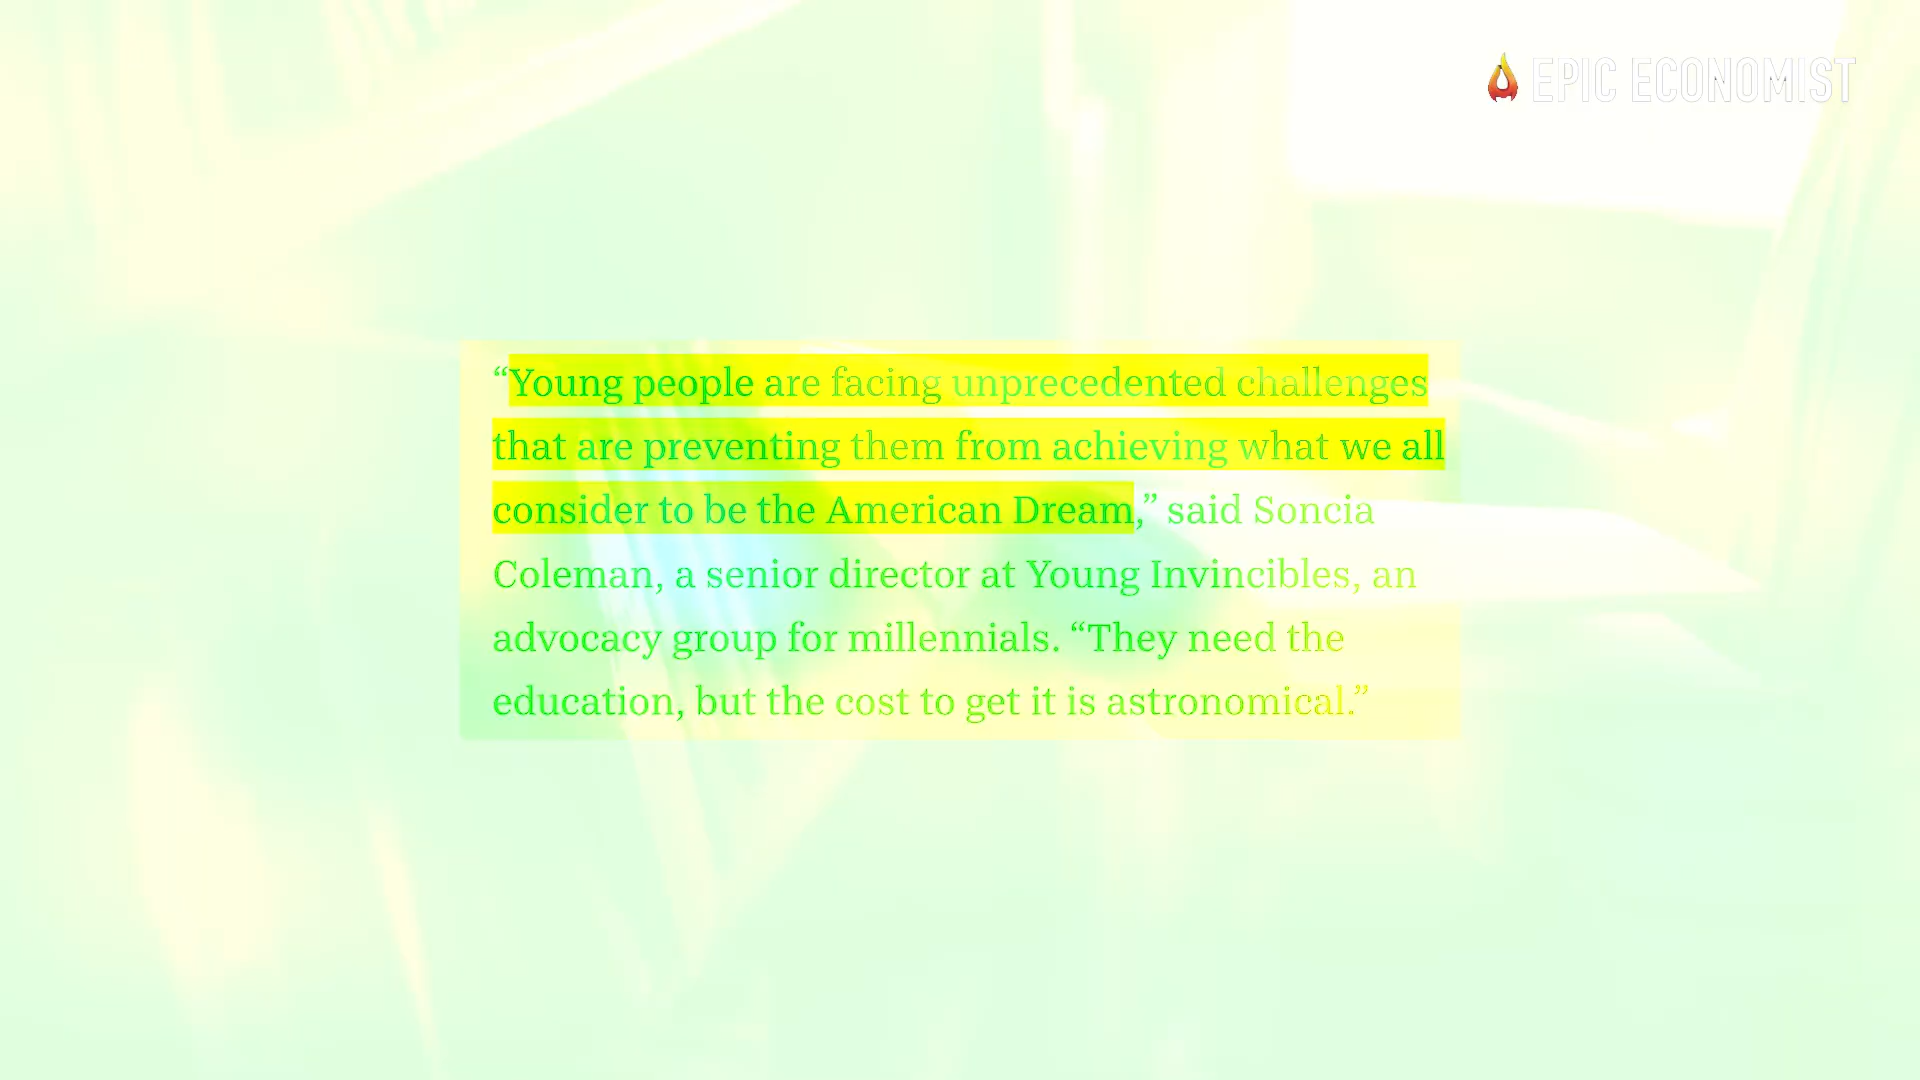 EPIC ECONOMIST
“Young people are facing unprecedented challenges
that are preventing them from achieving what we all
consider to be the American Dream,” said Soncia
Coleman, a senior director at Young Invincibles, an
advocacy group for millennials. “They need the
education, but the cost to get it is astronomical.”